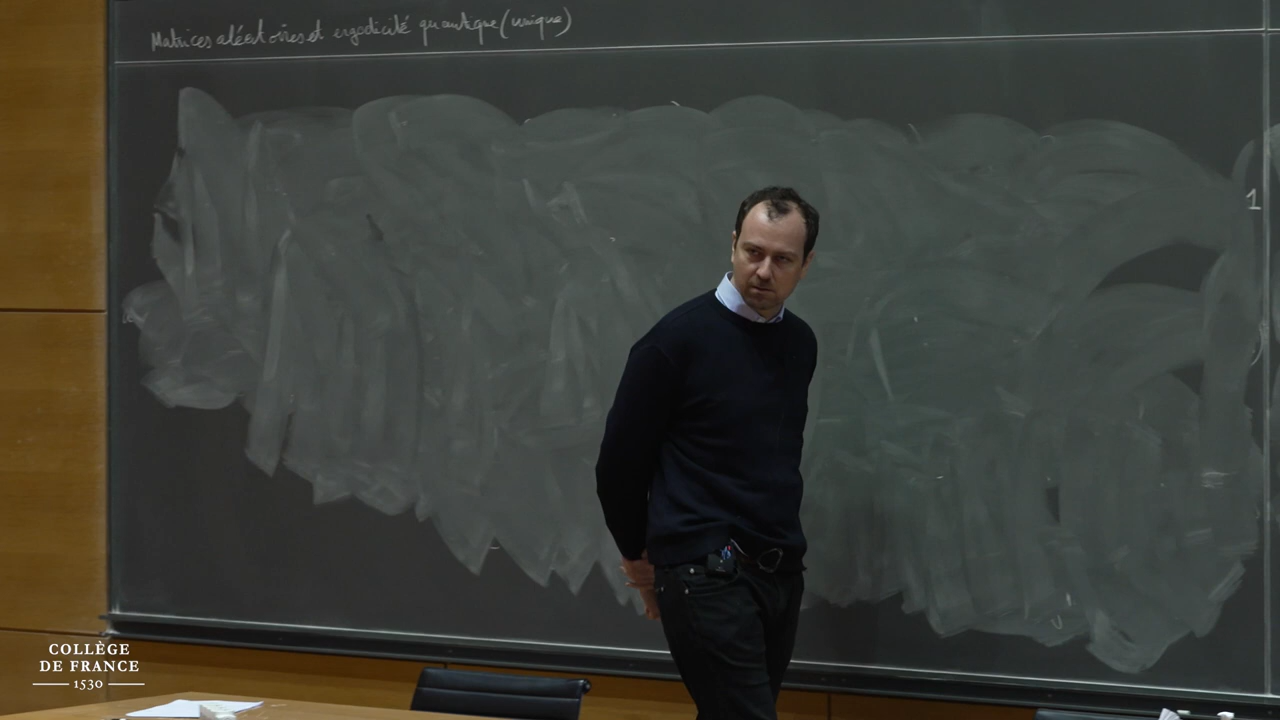 Matrices aléatoires et ergodicité quantique (unique)
1
COLLÈGE
DE FRANCE
1530